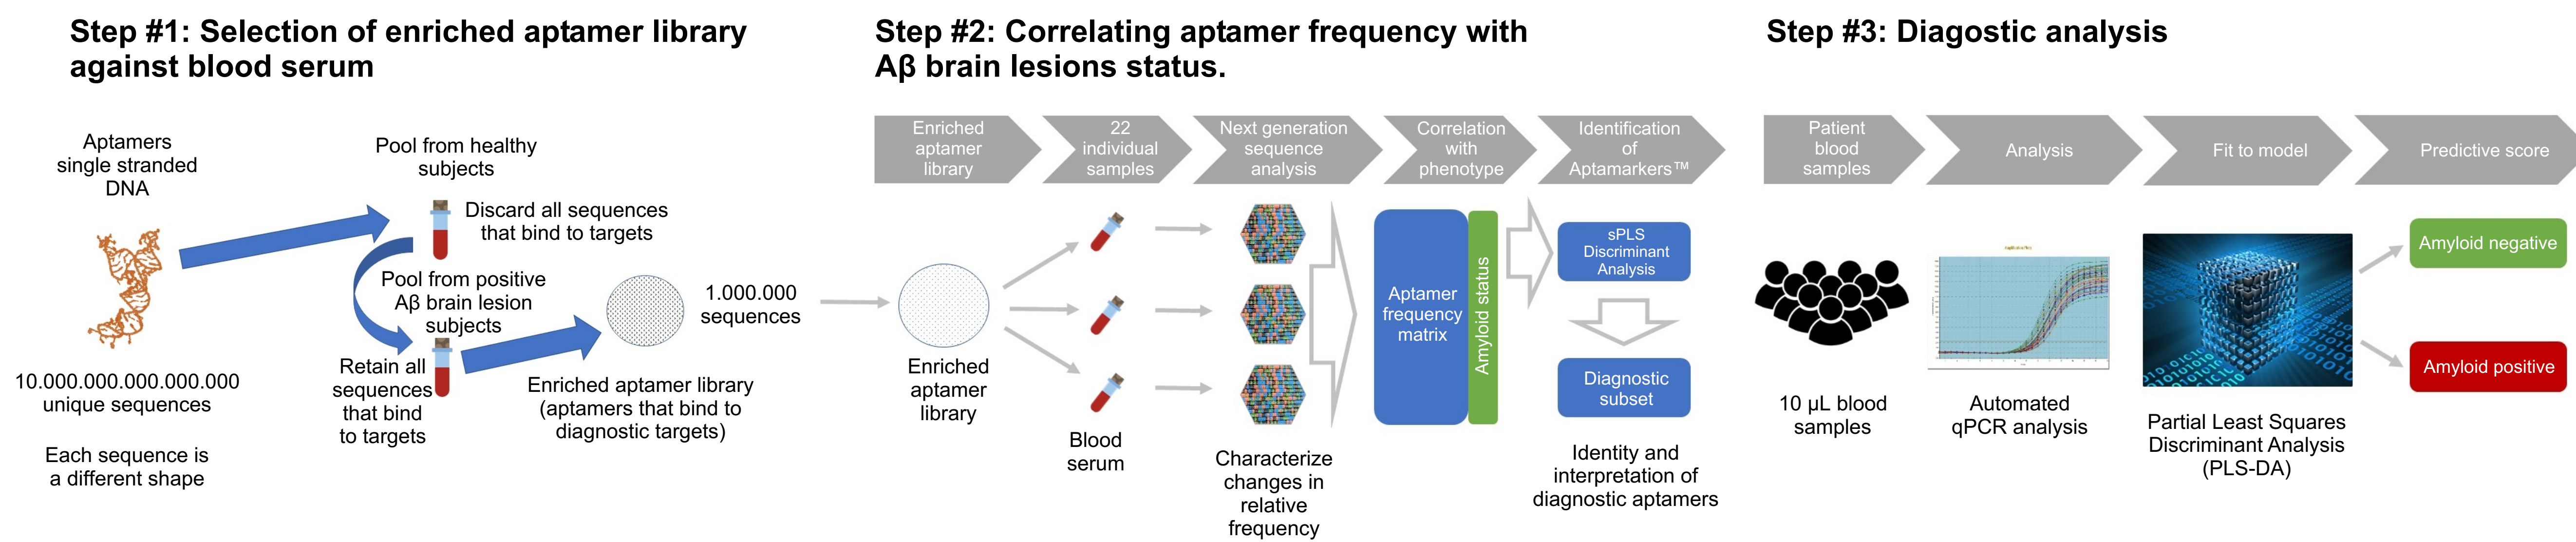 Step #1: Selection of enriched aptamer library
against blood serum
Aptamers
single stranded
DNA
10.000.000.000.000.000
unique sequences
Each sequence is
a different shape
Pool from healthy
subjects
Discard all sequences
that bind to targets
Pool from positive
Aβ brain lesion
subjects
Retain all
sequences
that bind
to targets
1.000.000
sequences
Enriched aptamer library
(aptamers that bind to
diagnostic targets)
Step #2: Correlating aptamer frequency with
Aβ brain lesions status.
Enriched
aptamer
library
22
individual
samples
Next generation
sequence
analysis
Correlation
with
phenotype
Identification
of
Aptamarkers™
Enriched
aptamer
library
Blood
serum
Characterize
changes in
relative
frequency
Aptamer
frequency
matrix
Amyloid status
sPLS
Discriminant
Analysis
Diagnostic
subset
Identity and
interpretation of
diagnostic aptamers
Step #3: Diagostic analysis
Patient
blood
samples
Analysis
Fit to model
Predictive score
10 µL blood
samples
Automated
qPCR analysis
Partial Least Squares
Discriminant Analysis
(PLS-DA)
Amyloid negative
Amyloid positive